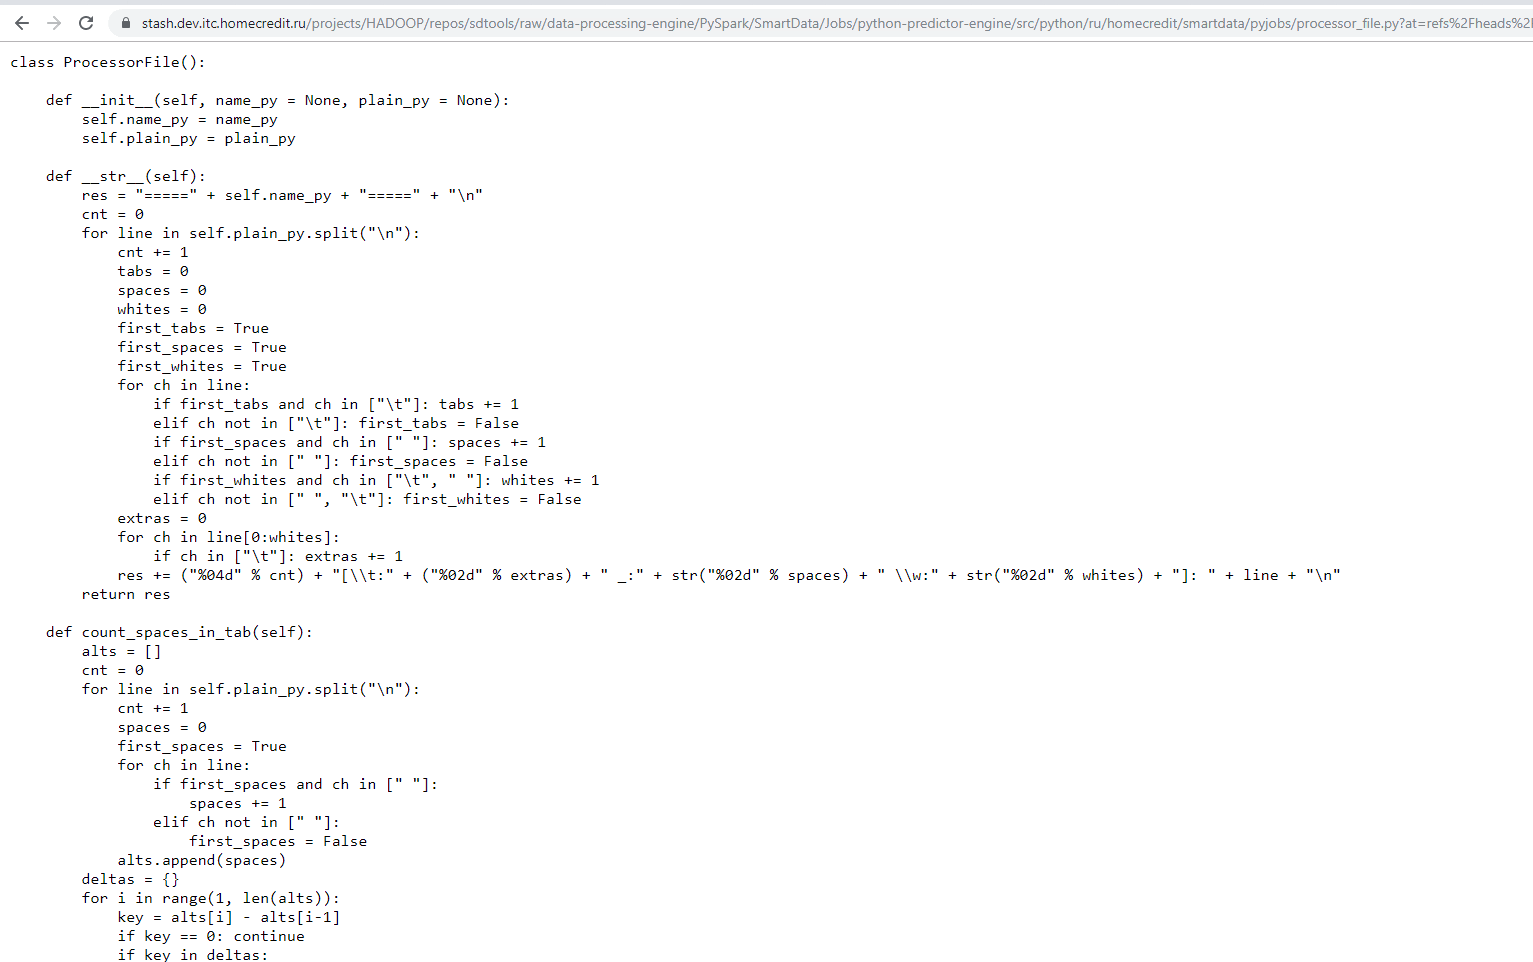 stash.dev.itc.homecredit.ru/projects/HADOOP/repos/sdtools/raw/data-processing-engine/PySpark/SmartData/Jobs/python-predictor-engine/src/python/ru/homecredit/smartdata/pyjobs/processor_file.py?at=refs%2Fheads%2
class ProcessorFile():

    def __init__(self, name_py = None, plain_py = None):
        self.name_py = name_py
        self.plain_py = plain_py

    def __str__(self):
        res = "=====" + self.name_py + "=====" + "\n"
        cnt = 0
        for line in self.plain_py.split("\n"):
            cnt += 1
            tabs = 0
            spaces = 0
            whites = 0
            first_tabs = True
            first_spaces = True
            first_whites = True
            for ch in line:
                if first_tabs and ch in ["\t"]: tabs += 1
                elif ch not in ["\t"]: first_tabs = False
                if first_spaces and ch in [" "]: spaces += 1
                elif ch not in [" "]: first_spaces = False
                if first_whites and ch in ["\t", " "]: whites += 1
                elif ch not in [" ", "\t"]: first_whites = False
            extras = 0
            for ch in line[0:whites]:
                if ch in ["\t"]: extras += 1
            res += ("%04d" % cnt) + "[\\t:" + ("%02d" % extras) + " _:" + str("%02d" % spaces) + " \\w:" + str("%02d" % whites) + "]: " + line + "\n"
        return res

    def count_spaces_in_tab(self):
        alts = []
        cnt = 0
        for line in self.plain_py.split("\n"):
            cnt += 1
            spaces = 0
            first_spaces = True
            for ch in line:
                if first_spaces and ch in [" "]:
                    spaces += 1
                elif ch not in [" "]:
                    first_spaces = False
            alts.append(spaces)
        deltas = {}
        for i in range(1, len(alts)):
            key = alts[i] - alts[i-1]
            if key == 0: continue
            if key in deltas: